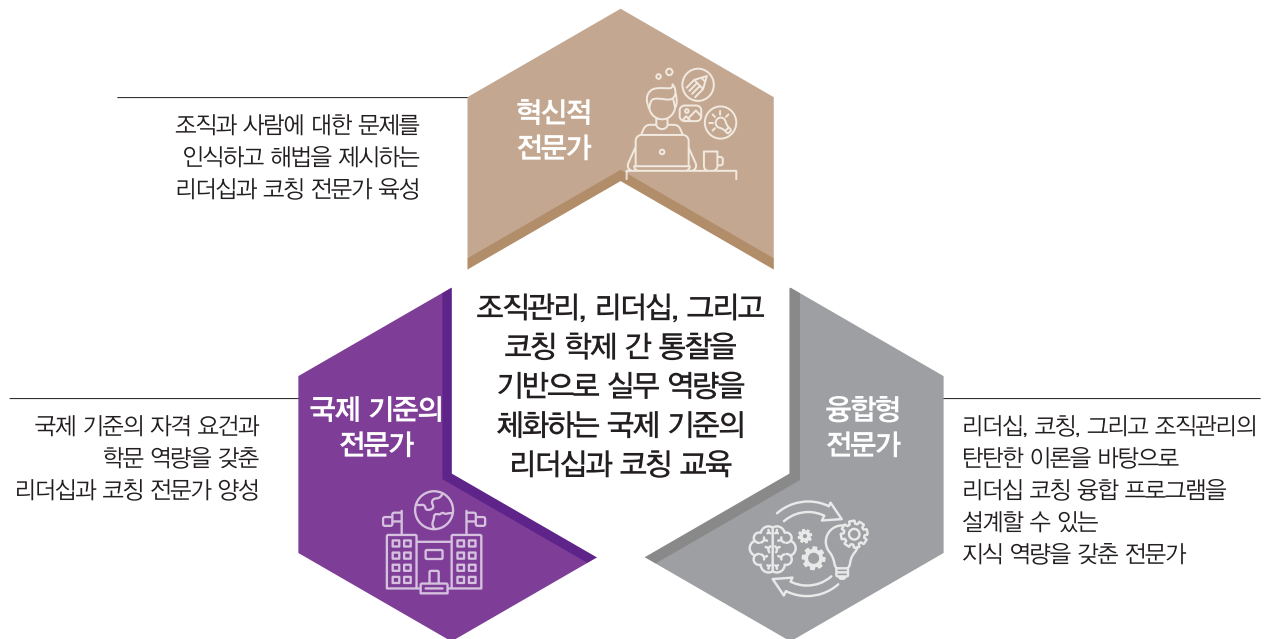 혁신적
전문가
조직과 사람에 대한 문제를
인식하고 해법을 제시하는
리더십과 코칭 전문가 육성
조직관리, 리더십, 그리고
코칭 학제 간 통찰을
기반으로 실무 역량을
체화하는 국제 기준의
리더십과 코칭 교육
국제 기준의
전문가
국제 기준의 자격 요건과
학문 역량을 갖춘
리더십과 코칭 전문가 양성
융합형
전문가
리더십, 코칭, 그리고 조직관리의
탄탄한 이론을 바탕으로
리더십 코칭 융합 프로그램을
설계할 수 있는
지식 역량을 갖춘 전문가